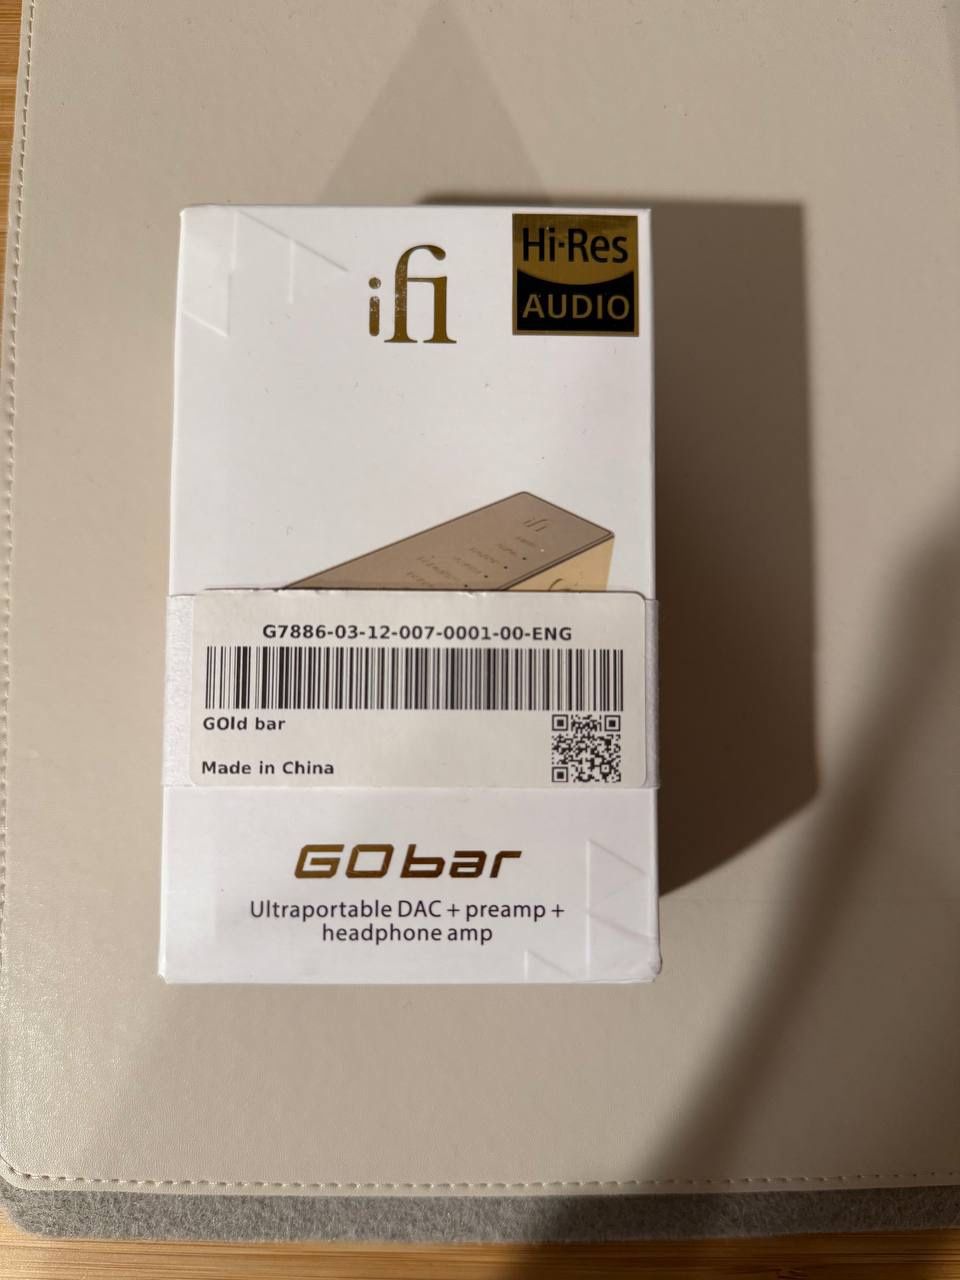 ifi
Hi-Res
AUDIO
ifi
G7886-03-12-007-0001-00-ENG
GOld bar
Made in China
GO bar
Ultraportable DAC + preamp +
headphone amp